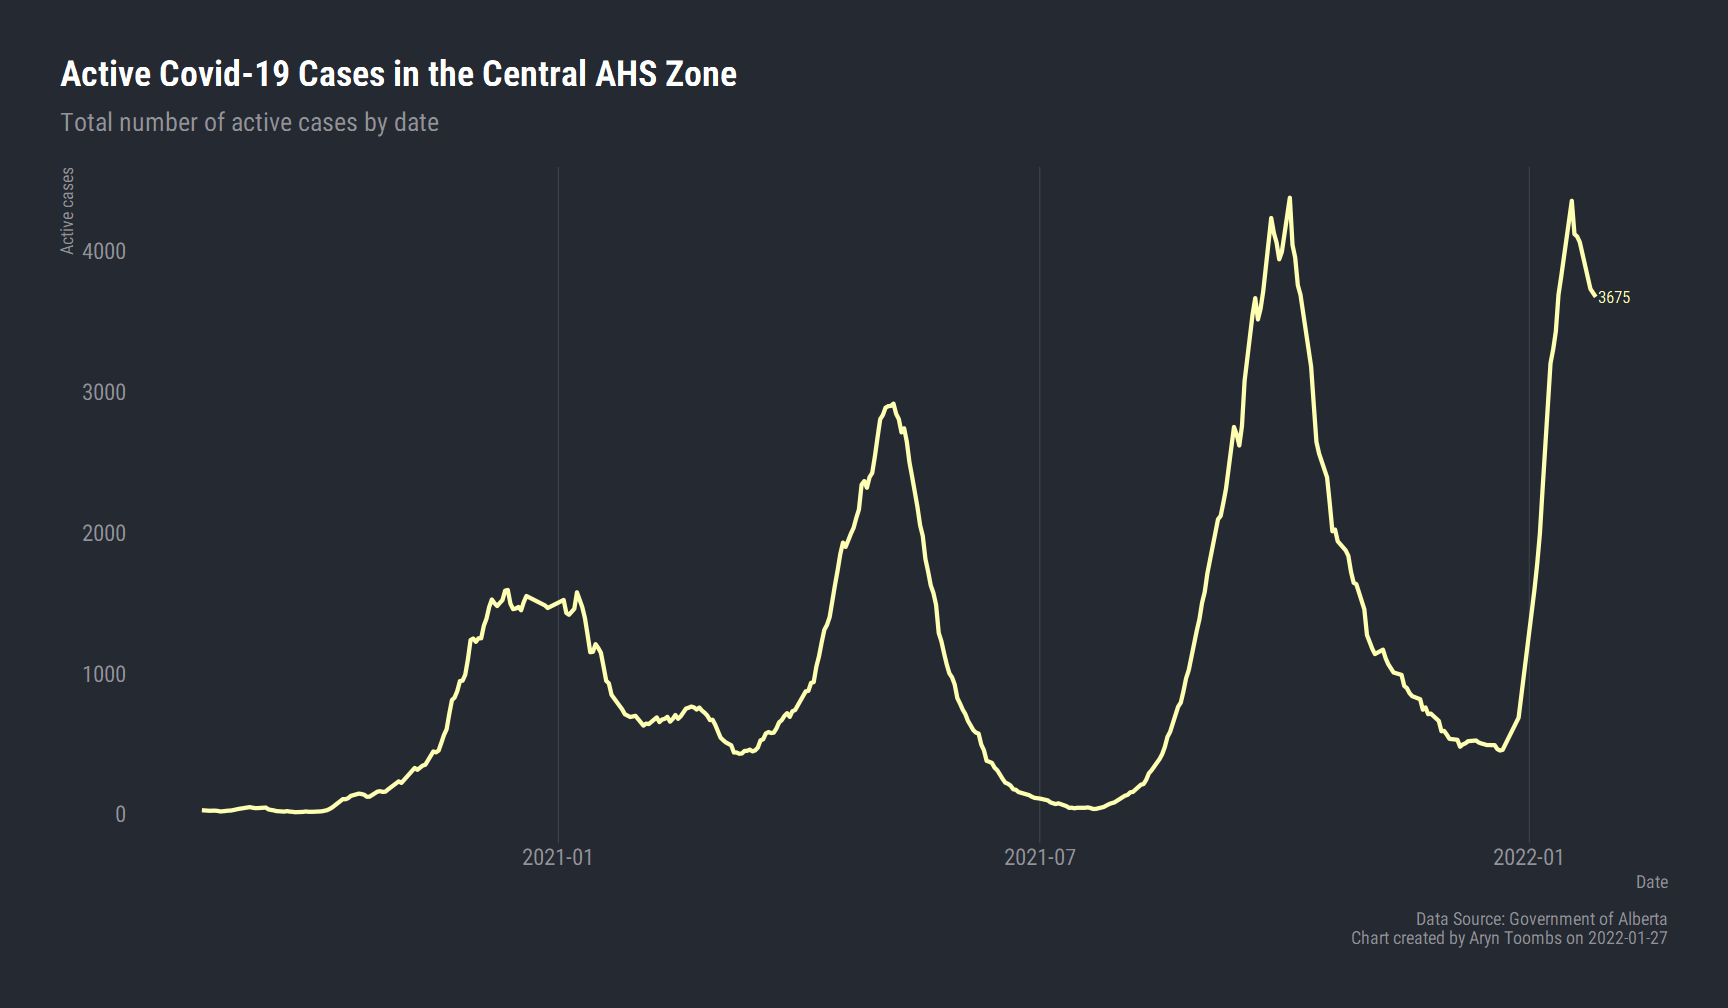 Active Covid-19 Cases in the Central AHS Zone
Total number of active cases by date
Active cases
4000
3000
2000
1000
0
3675
2021-01
2021-07
2022-01
Date
Data Source: Government of Alberta
Chart created by Aryn Toombs on 2022-01-27